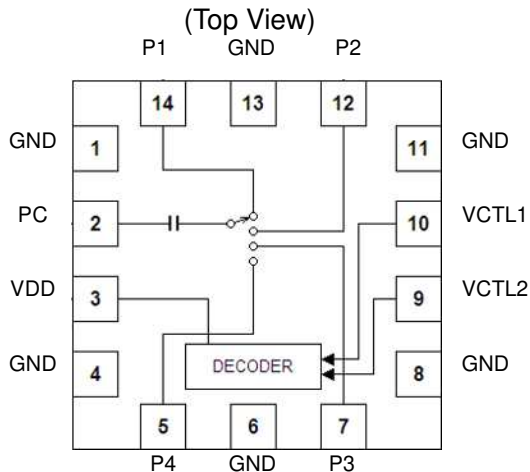 (Top View)
P1 GND P2
14 13 12
GND 1 11 GND
PC 2 10 VCTL1
VDD 3 9 VCTL2
DECODER
GND 4 8 GND
5 6 7
P4 GND P3